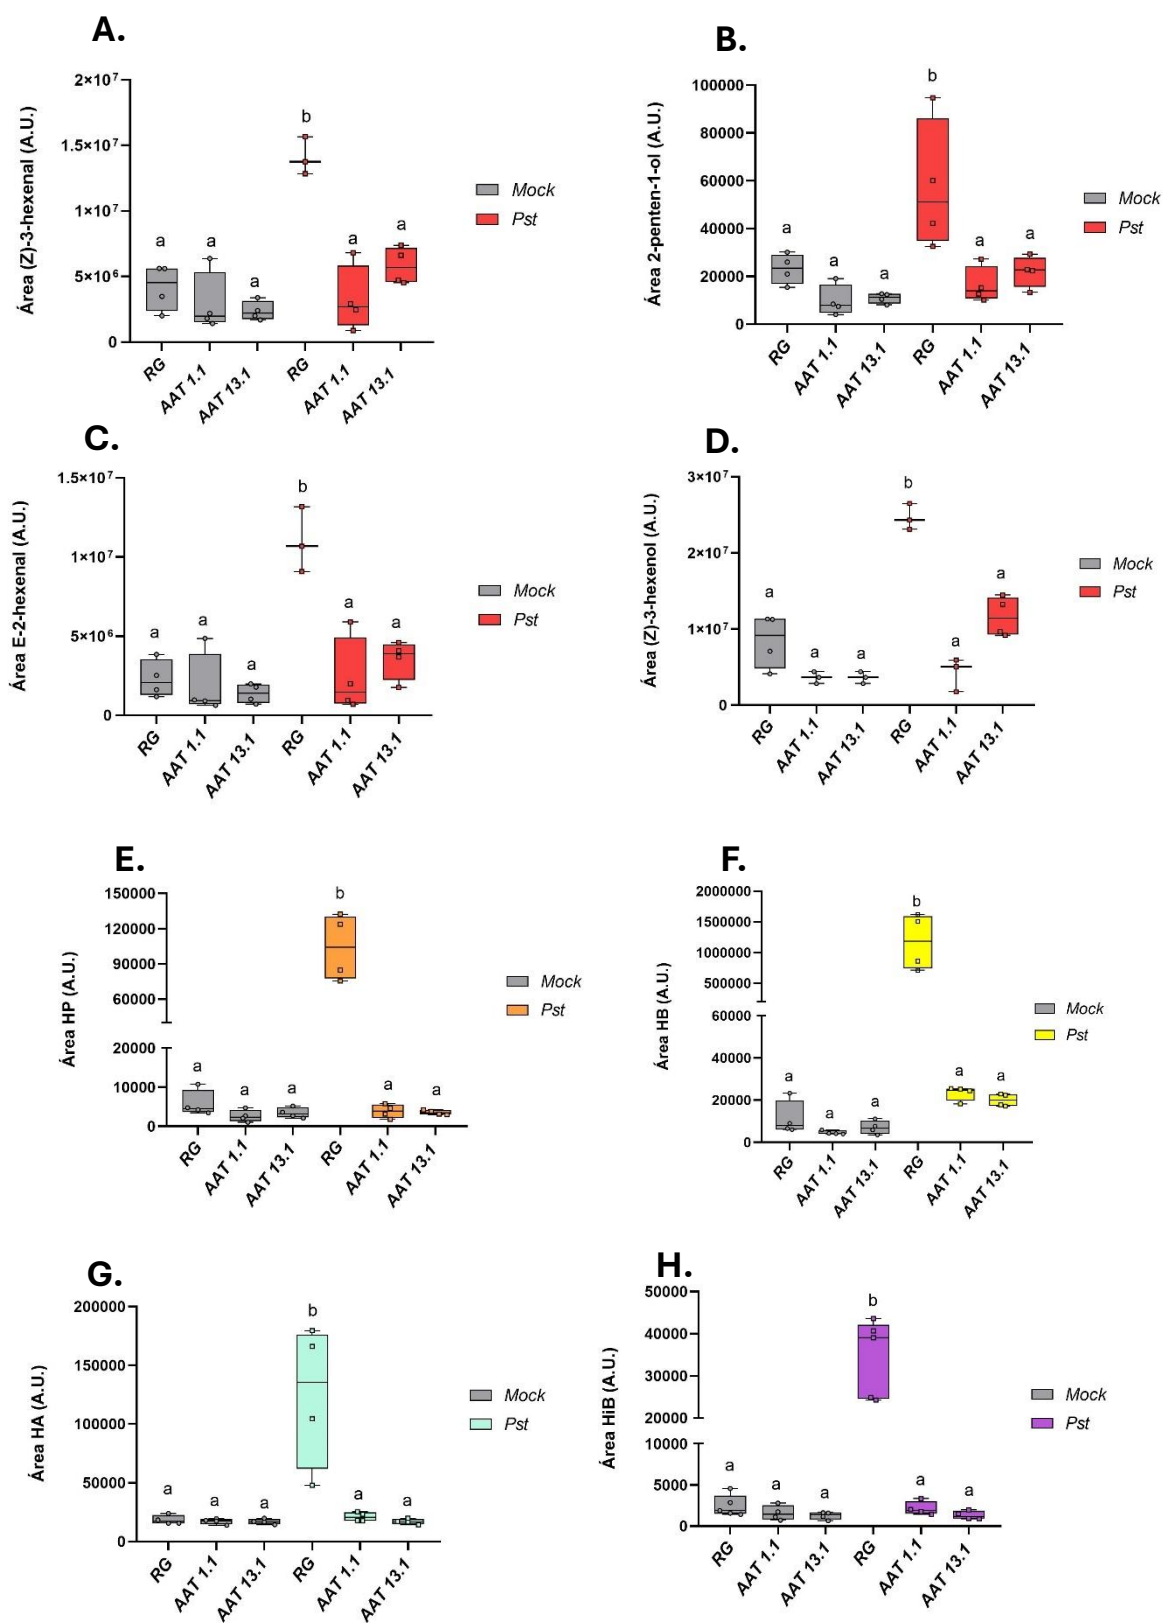 A.
Área (Z)-3-hexenal (A.U.)
2×10⁷
1.5×10⁷
1×10⁷
5×10⁶
0
a a a b a a
Mock
Pst
RG AAT 1.1 AAT 13.1 RG AAT 1.1 AAT 13.1
B.
Área 2-penten-1-ol (A.U.)
100000
80000
60000
40000
20000
0
a a a b a a
Mock
Pst
RG AAT 1.1 AAT 13.1 RG AAT 1.1 AAT 13.1
C.
Área E-2-hexenal (A.U.)
1.5×10⁷
1×10⁷
5×10⁶
0
a a a b a a
Mock
Pst
RG AAT 1.1 AAT 13.1 RG AAT 1.1 AAT 13.1
D.
Área (Z)-3-hexenol (A.U.)
3×10⁷
2×10⁷
1×10⁷
0
a a a b a a
Mock
Pst
RG AAT 1.1 AAT 13.1 RG AAT 1.1 AAT 13.1
E.
Área HP (A.U.)
150000
120000
90000
60000
20000
10000
0
a a a b a a
Mock
Pst
RG AAT 1.1 AAT 13.1 RG AAT 1.1 AAT 13.1
F.
Área HB (A.U.)
2000000
1500000
1000000
500000
60000
40000
20000
0
a a a b a a
Mock
Pst
RG AAT 1.1 AAT 13.1 RG AAT 1.1 AAT 13.1
G.
Área HA (A.U.)
200000
150000
100000
50000
0
a a a b a a
Mock
Pst
RG AAT 1.1 AAT 13.1 RG AAT 1.1 AAT 13.1
H.
Área HiB (A.U.)
50000
40000
30000
20000
10000
5000
0
a a a b a a
Mock
Pst
RG AAT 1.1 AAT 13.1 RG AAT 1.1 AAT 13.1